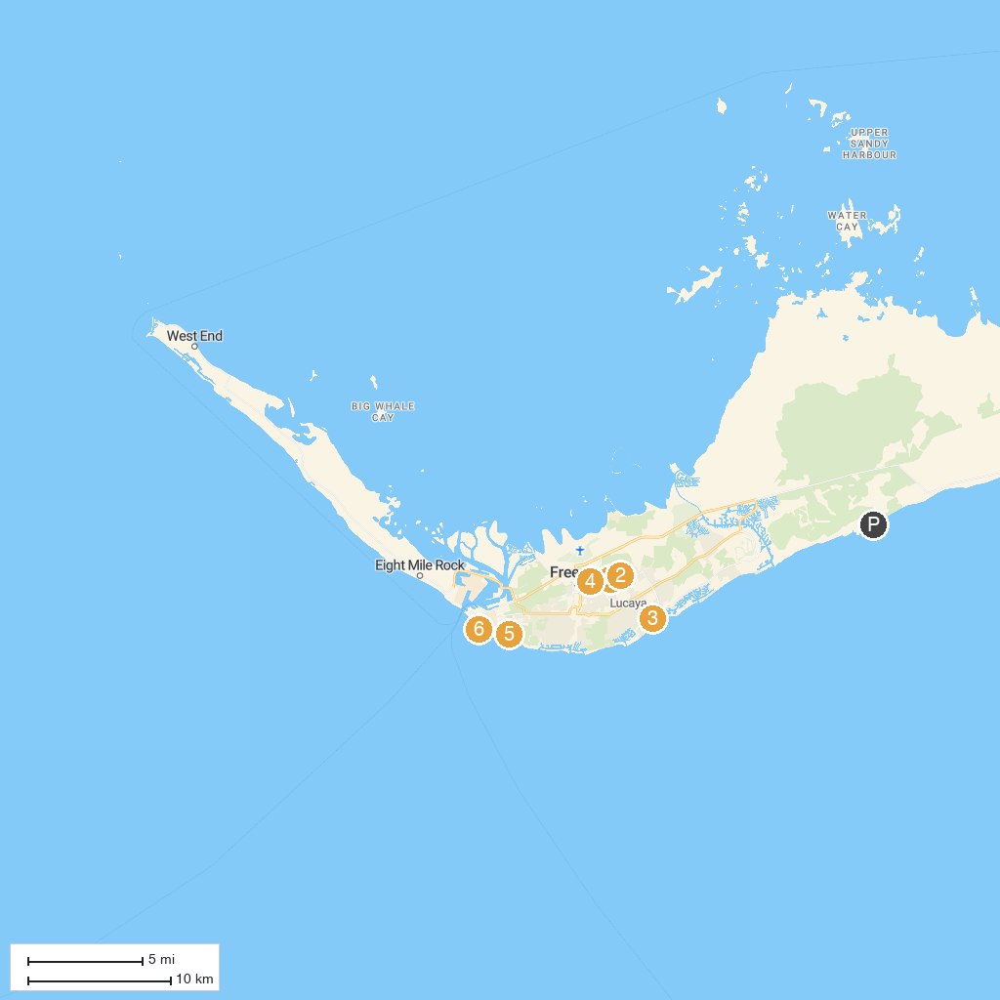 UPPER
SANDY
HARBOUR
WATER
CAY
West End
BIG WHALE
CAY
P
Eight Mile Rock
Free
4
2
Lucaya
3
6
5
5 mi
10 km